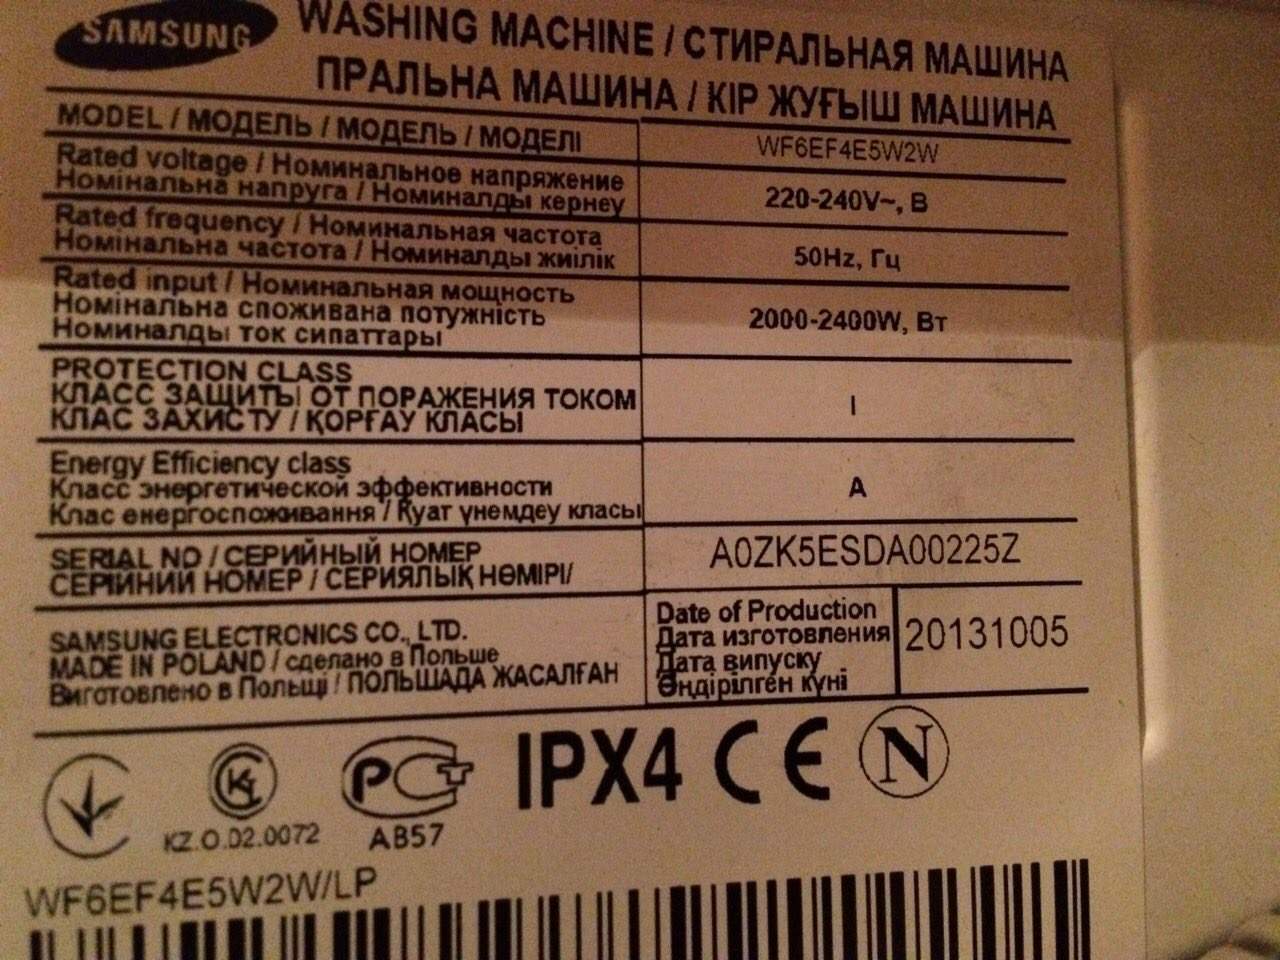 SAMSUNG
WASHING MACHINE / СТИРАЛЬНАЯ МАШИНА
ПРАЛЬНА МАШИНА / КІР ЖУҒЫШ МАШИНА
MODEL / МОДЕЛЬ / МОДЕЛЬ / МОДЕЛІ
WF6EF4E5W2W
Rated voltage / Номинальное напряжение
Номінальна напруга / Номиналды кернеу
220-240V~, В
Rated frequency / Номинальная частота
Номінальна частота / Номиналды жиілік
50Hz, Гц
Rated input / Номинальная мощность
Номінальна споживана потужність
Номиналды ток сипаттары
2000-2400W, Вт
PROTECTION CLASS
КЛАСС ЗАЩИТЫ ОТ ПОРАЖЕНИЯ ТОКОМ
КЛАС ЗАХИСТУ / ҚОРҒАУ КЛАСЫ
I
Energy Efficiency class
Класс энергетической эффективности
Клас енергоспоживання / Қуат үнемдеу класы
A
SERIAL NO / СЕРИЙНЫЙ НОМЕР
СЕРІЙНИЙ НОМЕР / СЕРИЯЛЫҚ НӨМІРІ/
A0ZK5ESDA00225Z
SAMSUNG ELECTRONICS CO., LTD.
MADE IN POLAND / сделано в Польше
Виготовлено в Польщі / ПОЛЬШАДА ЖАСАЛҒАН
Date of Production
Дата изготовления
Дата випуску
Өндірілген күні
20131005
KZ.O.02.0072
РСТ
АВ57
IPX4 CE N
WF6EF4E5W2W/LP